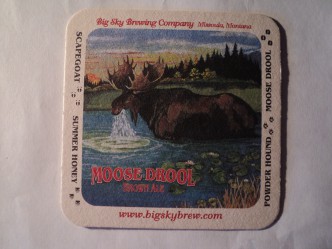 Big Sky Brewing Company Missoula, Montana
SCAPEGOAT
SUMMER HONEY
MOOSE DROOL
POWDER HOUND
MOOSE DROOL
BROWN ALE
www.bigskybrew.com